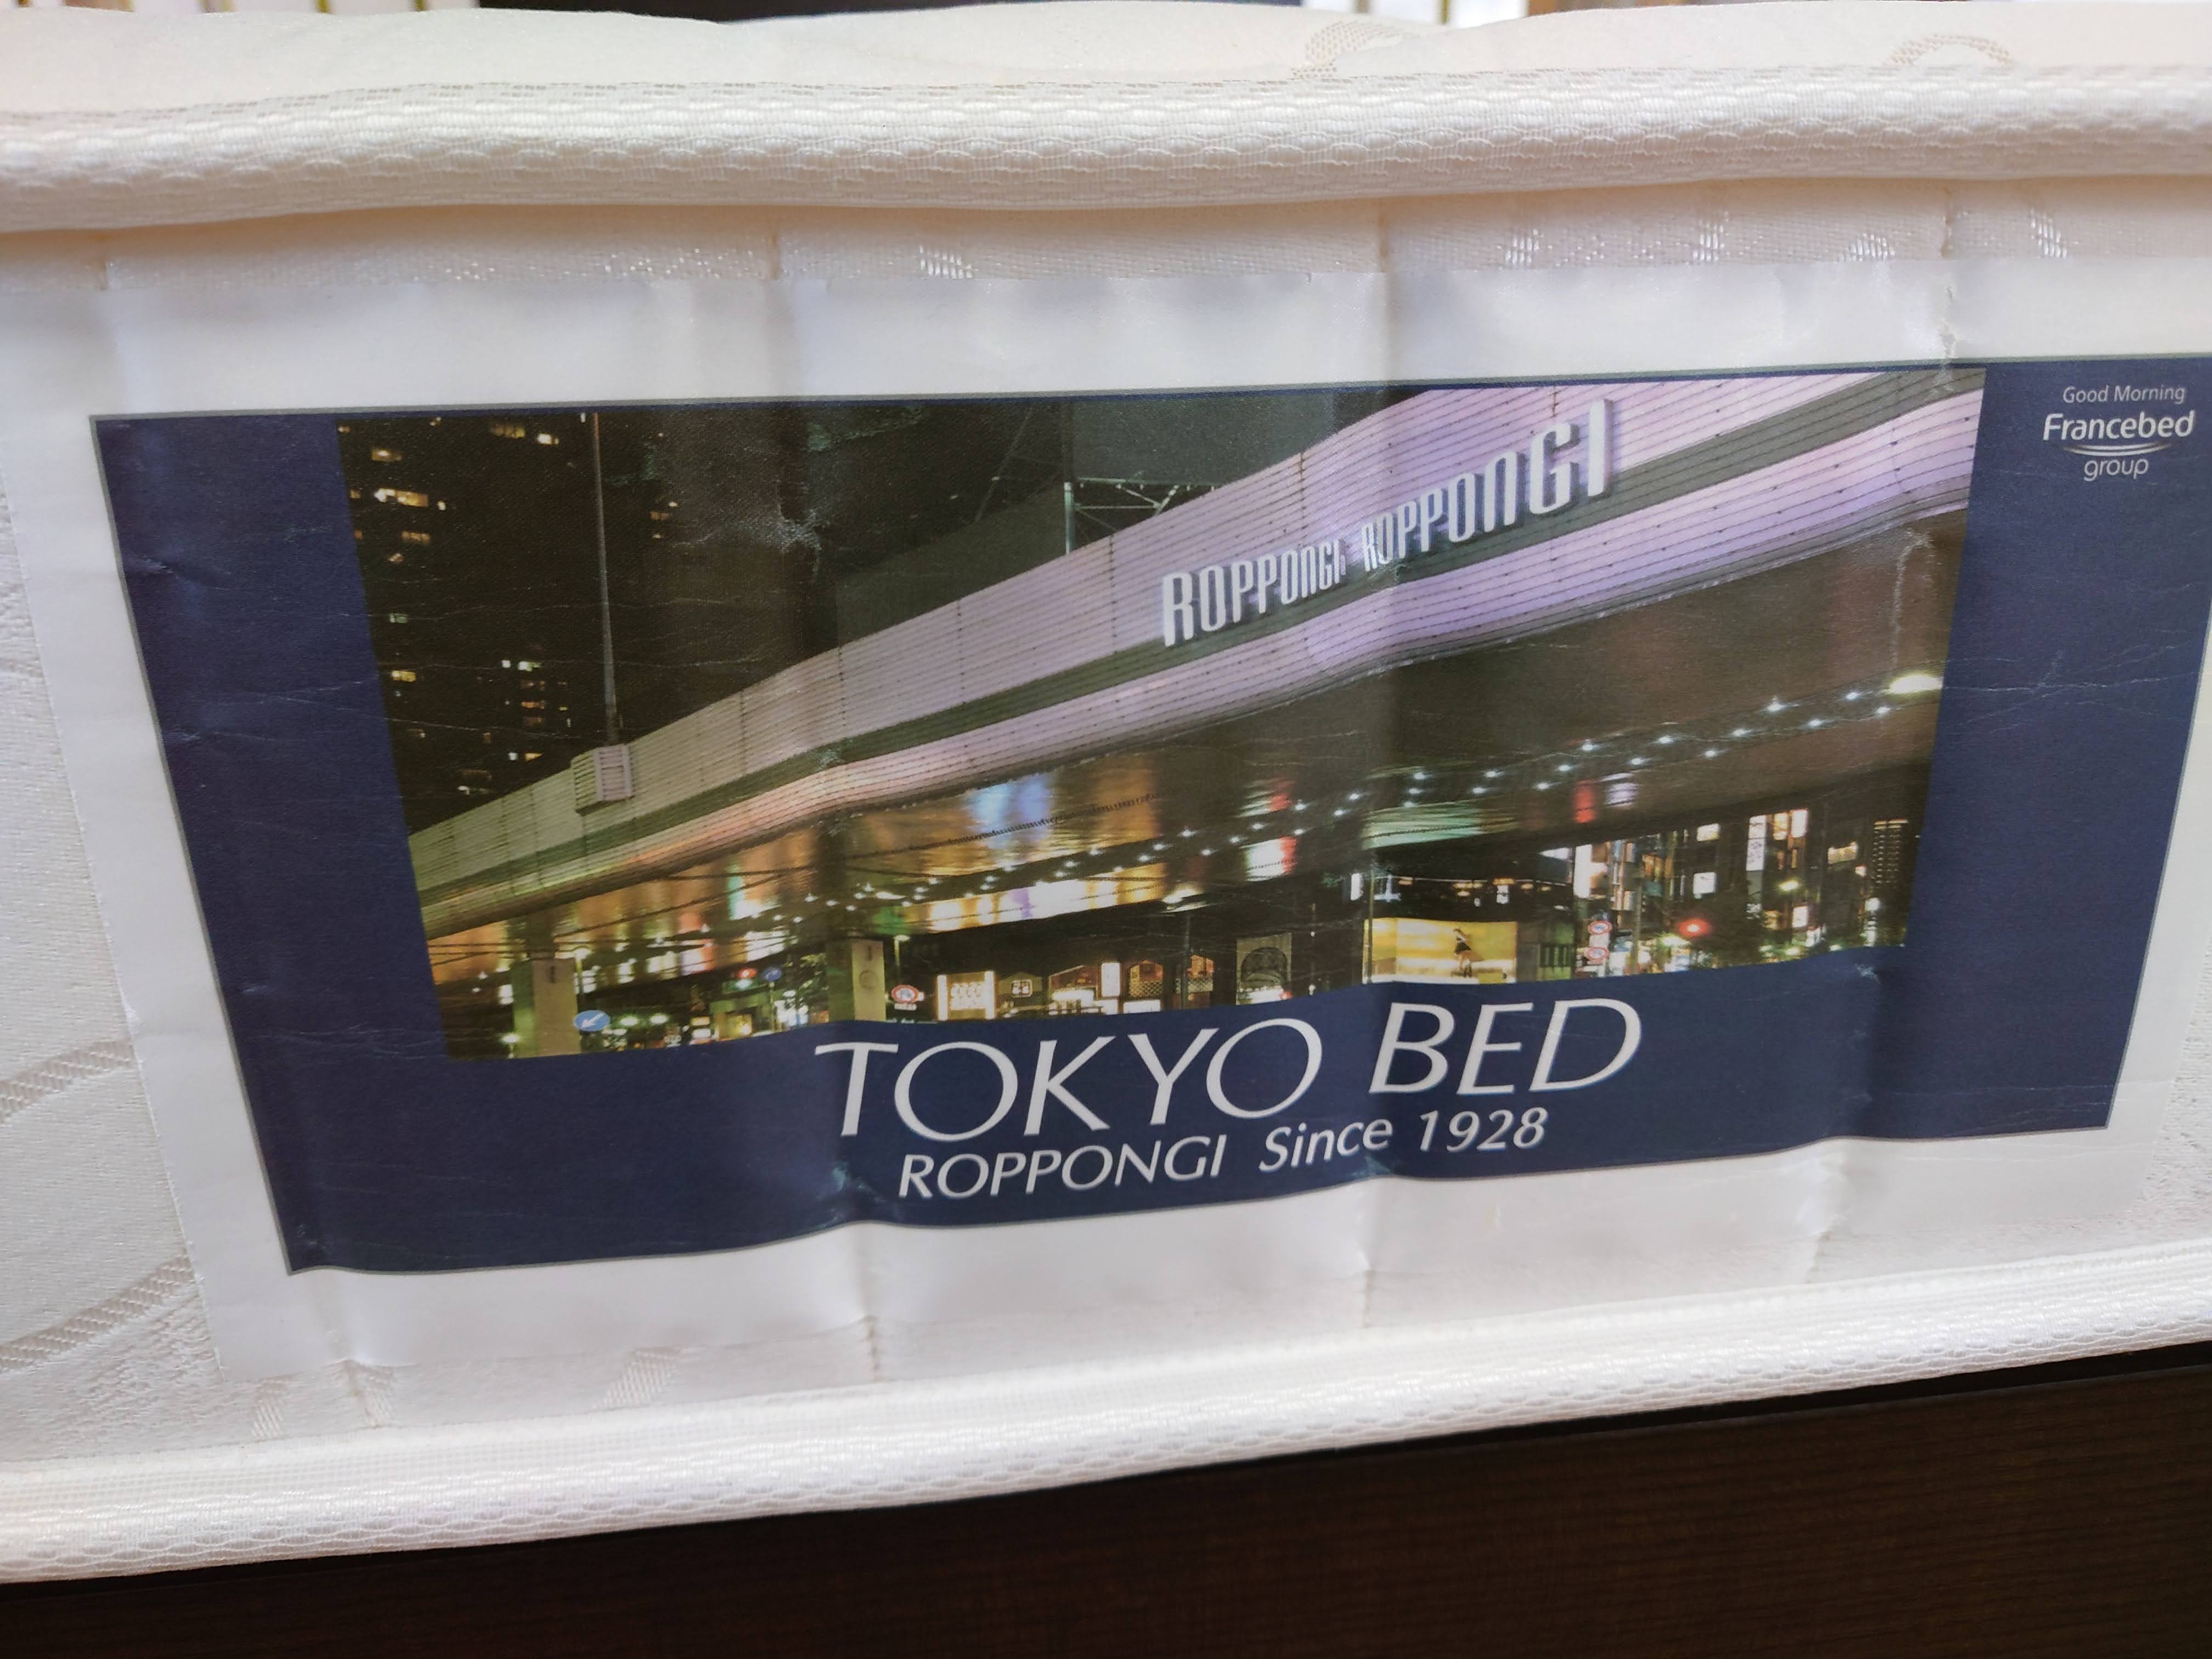 Good Morning
Francebed
group
ROPPONGI ROPPONGI
TOKYO BED
ROPPONGI Since 1928